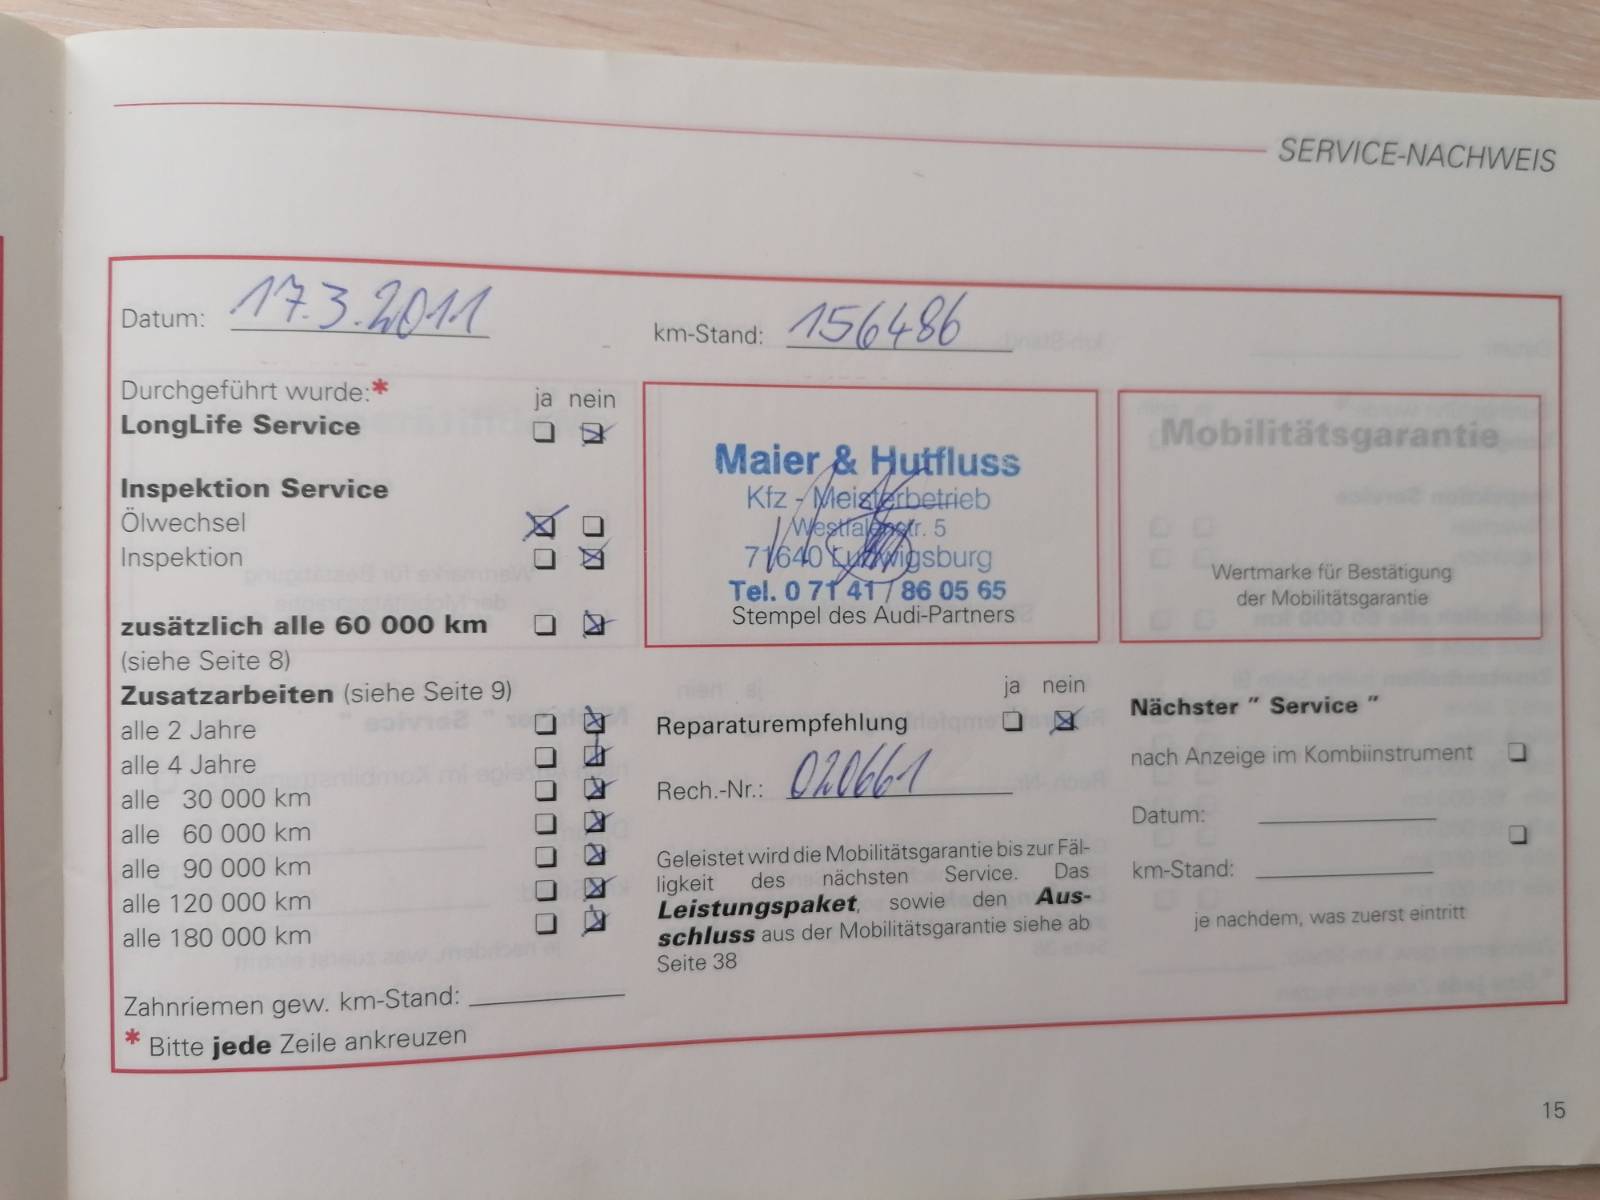 SERVICE-NACHWEIS
Datum: 17.3.2011
km-Stand: 156486
Durchgeführt wurde:* ja nein
LongLife Service
Inspektion Service
Ölwechsel
Inspektion
zusätzlich alle 60 000 km
(siehe Seite 8)
Zusatzarbeiten (siehe Seite 9)
alle 2 Jahre
alle 4 Jahre
alle 30 000 km
alle 60 000 km
alle 90 000 km
alle 120 000 km
alle 180 000 km
Zahnriemen gew. km-Stand:
* Bitte jede Zeile ankreuzen
Maier & Hutfluss
Kfz - Meisterbetrieb
Westfalenstr. 5
71640 Ludwigsburg
Tel. 0 71 41 / 86 05 65
Stempel des Audi-Partners
Mobilitätsgarantie
Wertmarke für Bestätigung
der Mobilitätsgarantie
ja nein
Reparaturempfehlung
Rech.-Nr.: 020661
Geleistet wird die Mobilitätsgarantie bis zur Fäl-
ligkeit des nächsten Service. Das
Leistungspaket, sowie den Aus-
schluss aus der Mobilitätsgarantie siehe ab
Seite 38
Nächster " Service "
nach Anzeige im Kombiinstrument
Datum:
km-Stand:
je nachdem, was zuerst eintritt
15